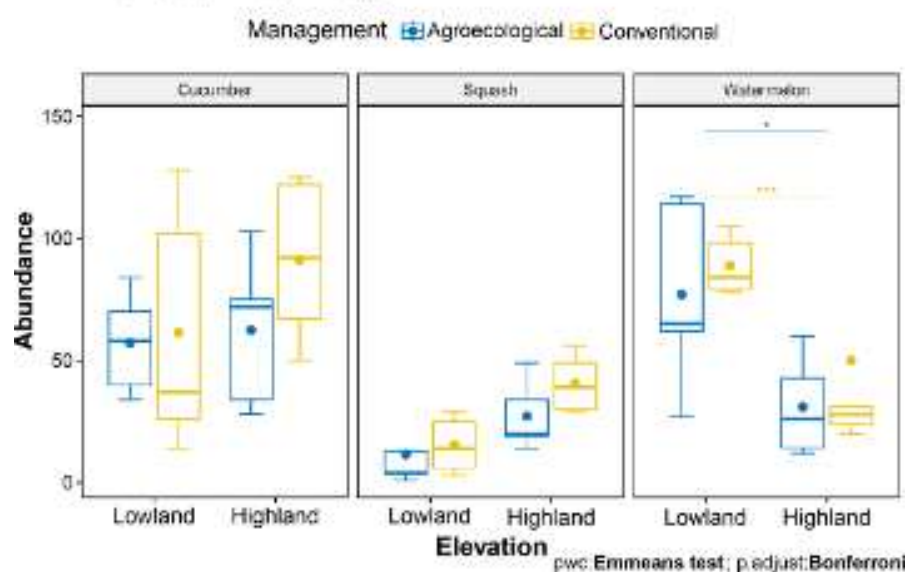 Management Agroecological Conventional
Cucumber Squash Watermelon
150
100
50
0
Abundance
*
***
Lowland Highland Lowland Highland Lowland Highland
Elevation
pwc:Emmeans test; p.adjust:Bonferroni